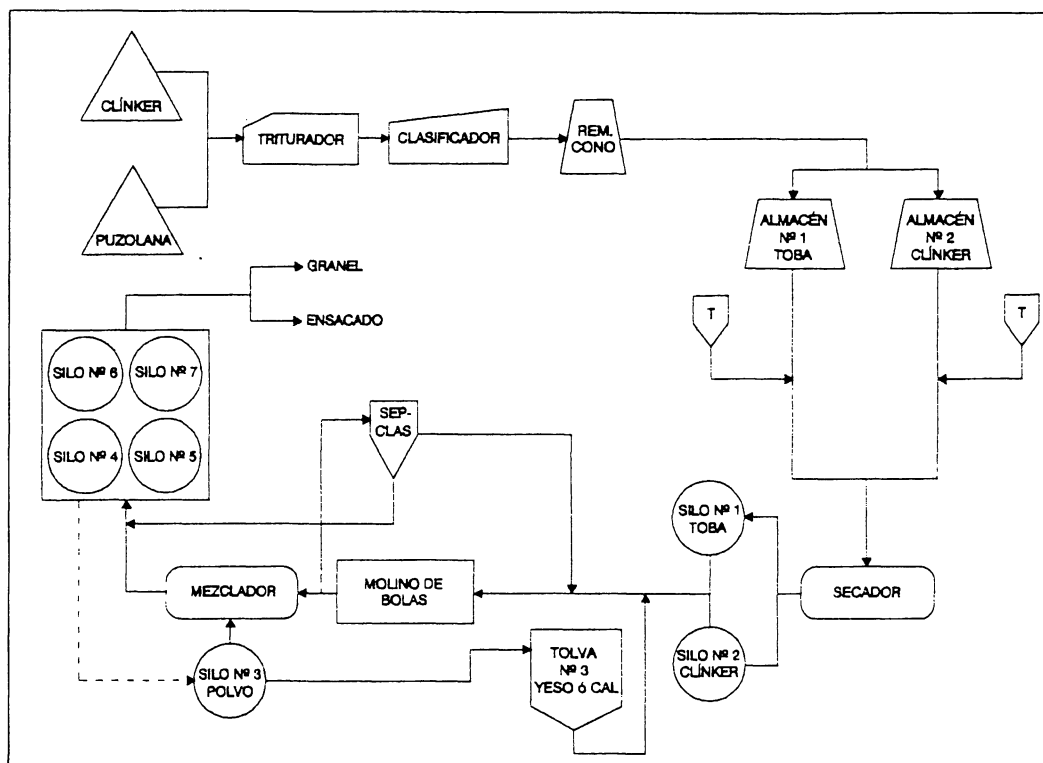 CLÍNKER
TRITURADOR
CLASIFICADOR
REM.
CONO
PUZOLANA
ALMACÉN
Nº 1
TOBA
ALMACÉN
Nº 2
CLÍNKER
GRANEL
ENSACADO
T
T
SILO Nº 6
SILO Nº 7
SILO Nº 4
SILO Nº 5
SEP-
CLAS
SILO Nº 1
TOBA
MEZCLADOR
MOLINO DE
BOLAS
SECADOR
SILO Nº 3
POLVO
TOLVA
Nº 3
YESO ó CAL
SILO Nº 2
CLÍNKER